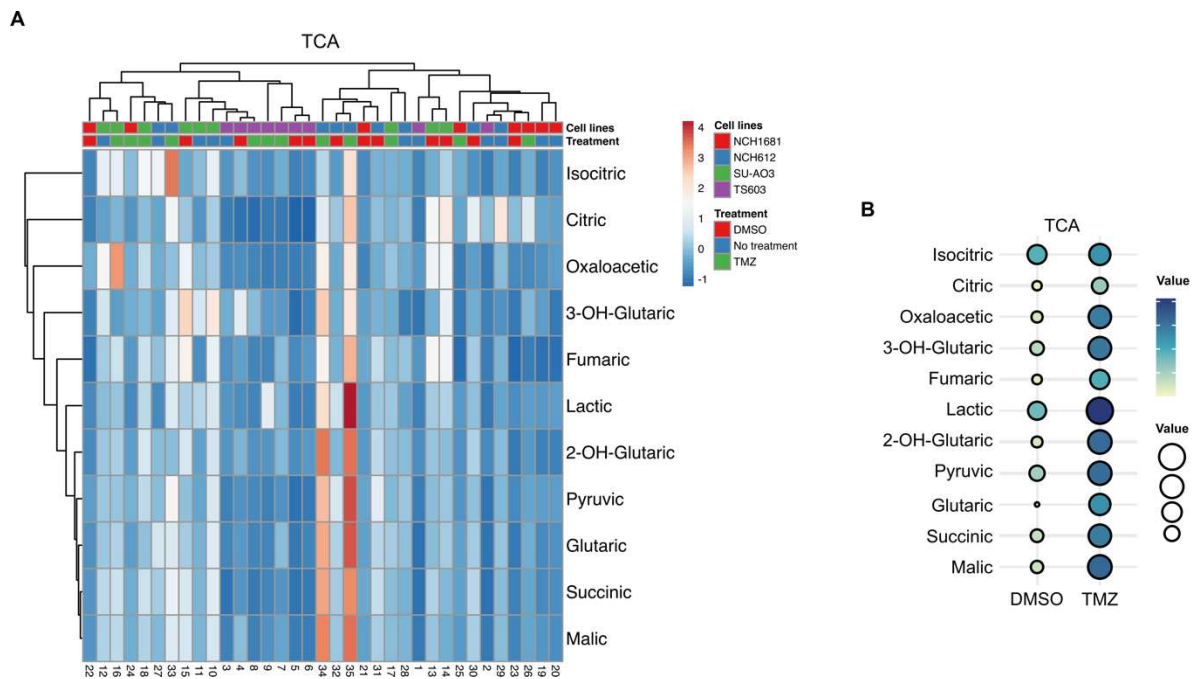 A
TCA
Cell lines
Treatment
Isocitric
Citric
Oxaloacetic
3-OH-Glutaric
Fumaric
Lactic
2-OH-Glutaric
Pyruvic
Glutaric
Succinic
Malic
22 12 16 24 18 27 33 15 11 10 3 4 8 9 7 5 6 34 32 35 21 31 17 28 1 13 14 25 30 2 29 23 26 19 20
4
3
2
1
0
-1
Cell lines
NCH1681
NCH612
SU-AO3
TS603
Treatment
DMSO
No treatment
TMZ
B
TCA
Isocitric
Citric
Oxaloacetic
3-OH-Glutaric
Fumaric
Lactic
2-OH-Glutaric
Pyruvic
Glutaric
Succinic
Malic
DMSO TMZ
Value
Value